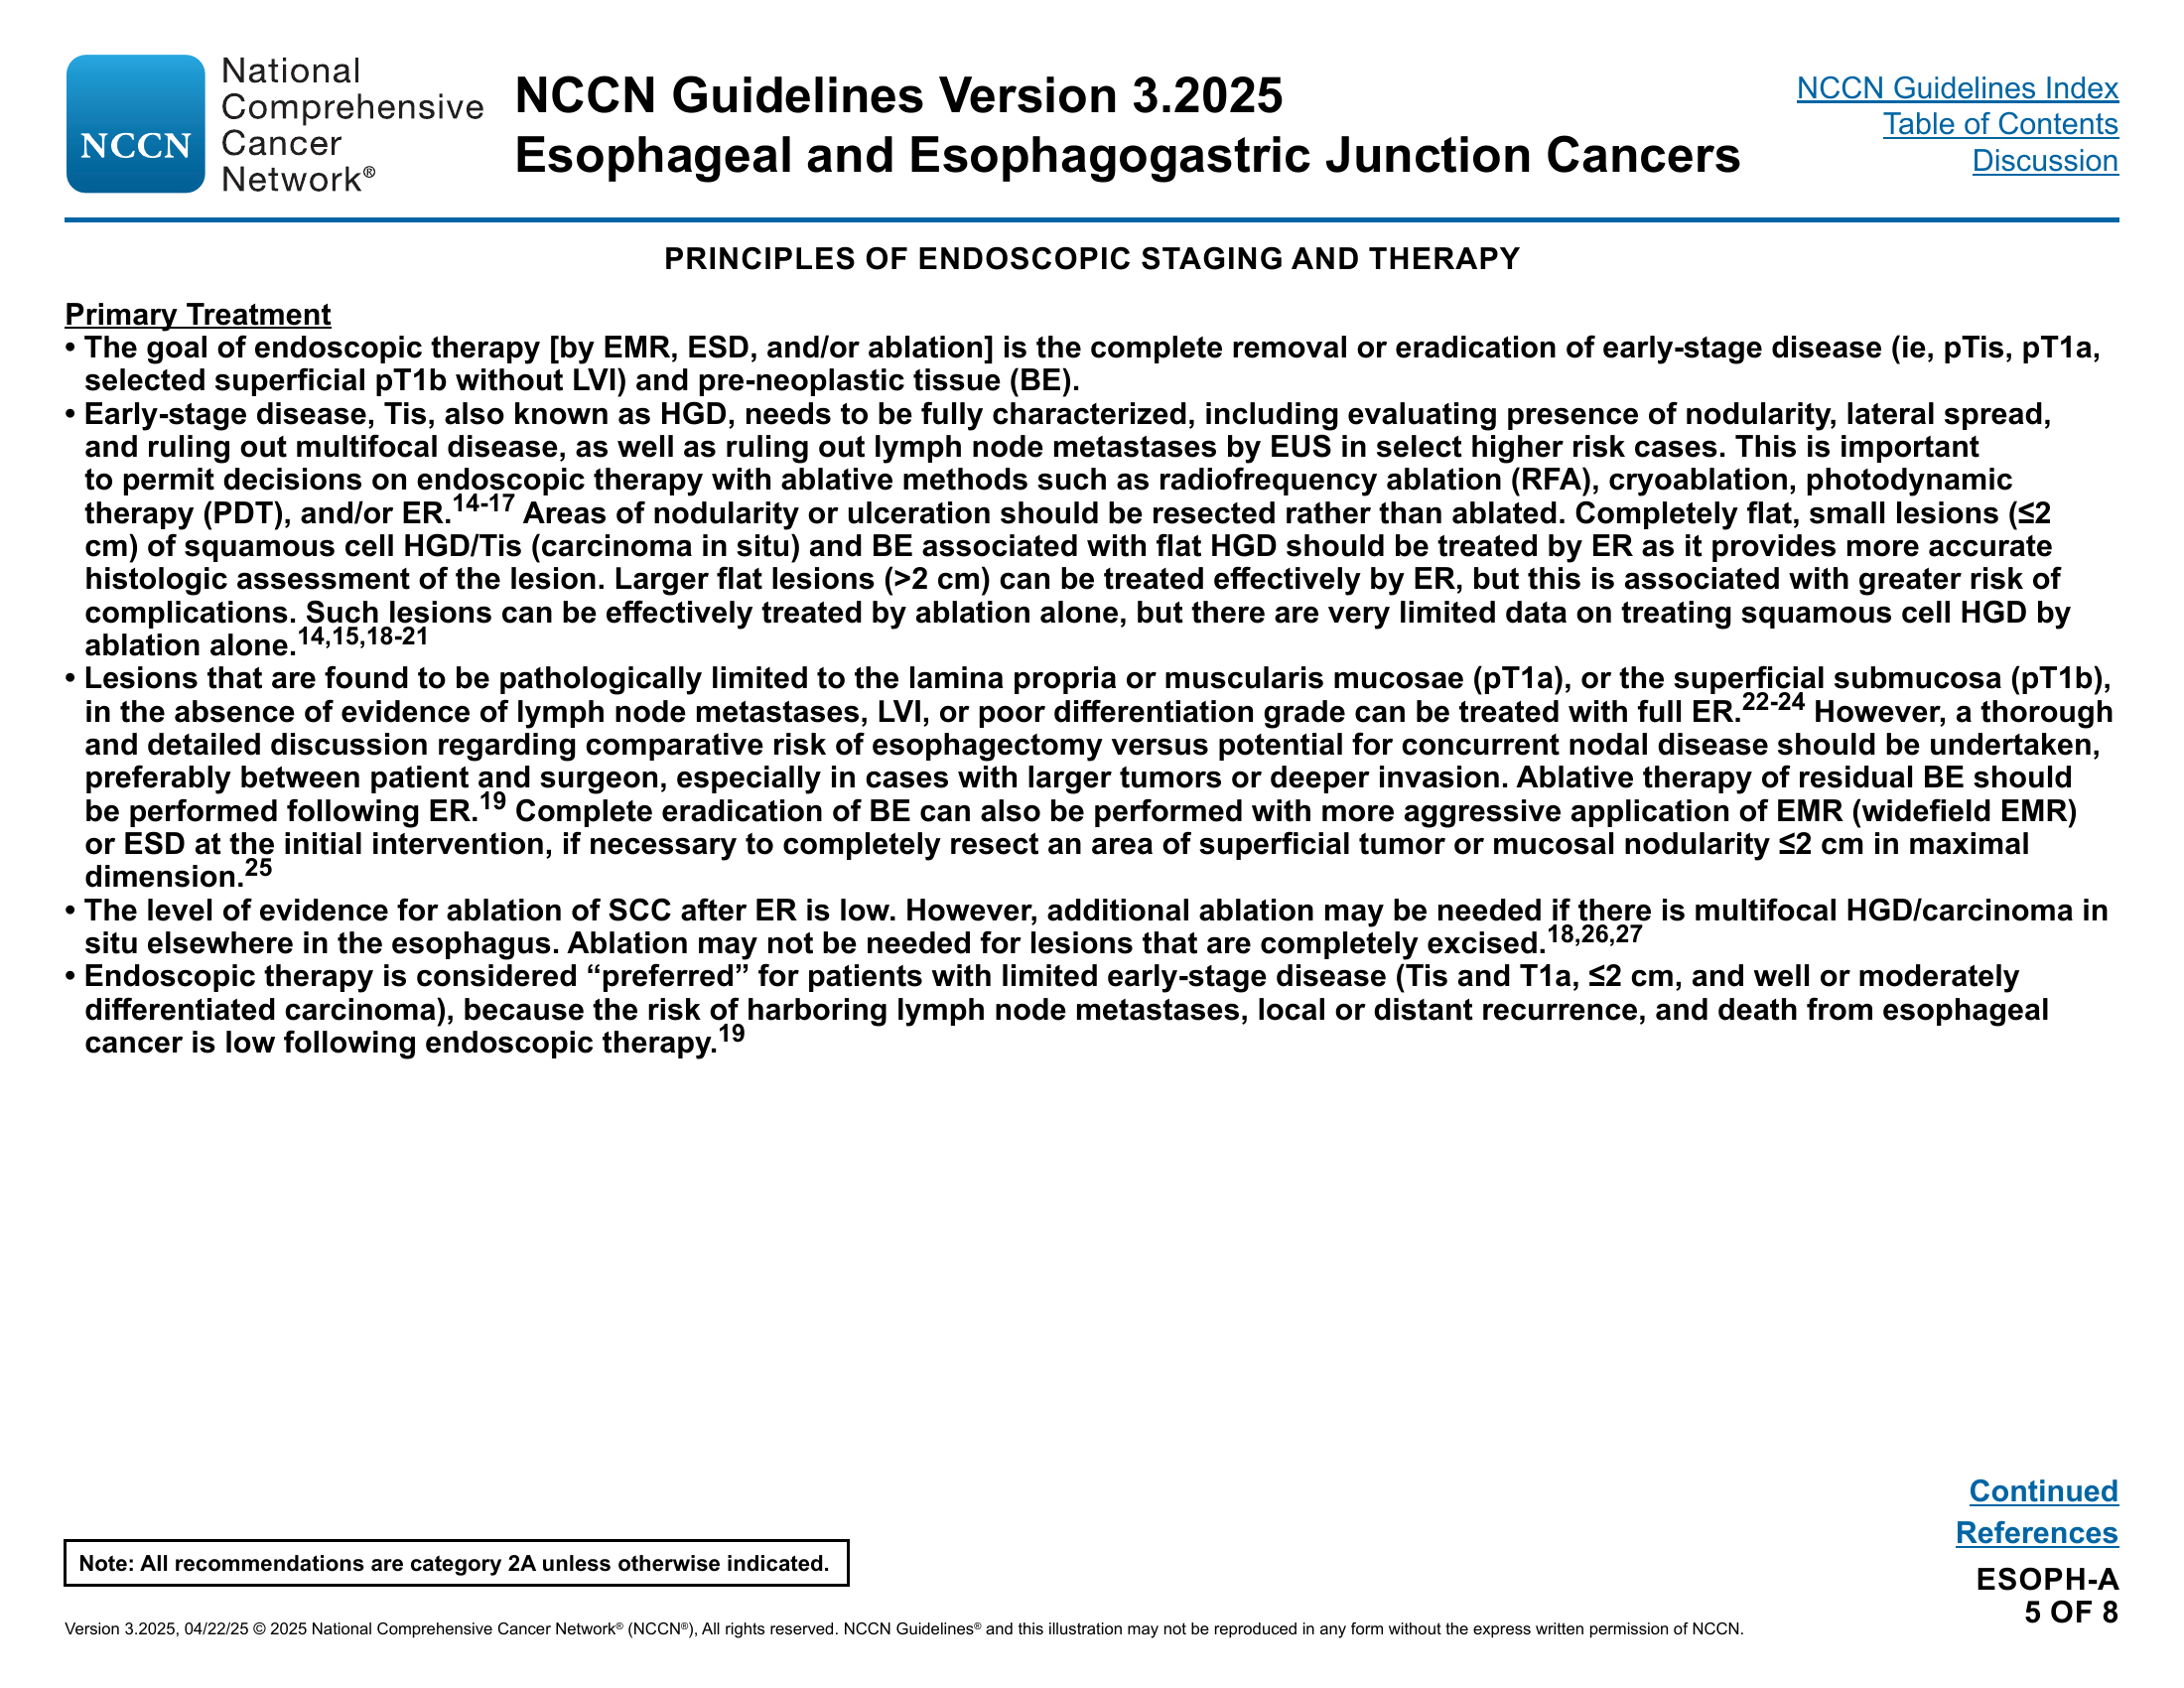 NCCN
National
Comprehensive
Cancer
Network®
NCCN Guidelines Version 3.2025
Esophageal and Esophagogastric Junction Cancers
NCCN Guidelines Index
Table of Contents
Discussion
PRINCIPLES OF ENDOSCOPIC STAGING AND THERAPY
Primary Treatment
• The goal of endoscopic therapy [by EMR, ESD, and/or ablation] is the complete removal or eradication of early-stage disease (ie, pTis, pT1a,
selected superficial pT1b without LVI) and pre-neoplastic tissue (BE).
• Early-stage disease, Tis, also known as HGD, needs to be fully characterized, including evaluating presence of nodularity, lateral spread,
and ruling out multifocal disease, as well as ruling out lymph node metastases by EUS in select higher risk cases. This is important
to permit decisions on endoscopic therapy with ablative methods such as radiofrequency ablation (RFA), cryoablation, photodynamic
therapy (PDT), and/or ER.14-17 Areas of nodularity or ulceration should be resected rather than ablated. Completely flat, small lesions (≤2
cm) of squamous cell HGD/Tis (carcinoma in situ) and BE associated with flat HGD should be treated by ER as it provides more accurate
histologic assessment of the lesion. Larger flat lesions (>2 cm) can be treated effectively by ER, but this is associated with greater risk of
complications. Such lesions can be effectively treated by ablation alone, but there are very limited data on treating squamous cell HGD by
ablation alone.14,15,18-21
• Lesions that are found to be pathologically limited to the lamina propria or muscularis mucosae (pT1a), or the superficial submucosa (pT1b),
in the absence of evidence of lymph node metastases, LVI, or poor differentiation grade can be treated with full ER.22-24 However, a thorough
and detailed discussion regarding comparative risk of esophagectomy versus potential for concurrent nodal disease should be undertaken,
preferably between patient and surgeon, especially in cases with larger tumors or deeper invasion. Ablative therapy of residual BE should
be performed following ER.19 Complete eradication of BE can also be performed with more aggressive application of EMR (widefield EMR)
or ESD at the initial intervention, if necessary to completely resect an area of superficial tumor or mucosal nodularity ≤2 cm in maximal
dimension.25
• The level of evidence for ablation of SCC after ER is low. However, additional ablation may be needed if there is multifocal HGD/carcinoma in
situ elsewhere in the esophagus. Ablation may not be needed for lesions that are completely excised.18,26,27
• Endoscopic therapy is considered “preferred” for patients with limited early-stage disease (Tis and T1a, ≤2 cm, and well or moderately
differentiated carcinoma), because the risk of harboring lymph node metastases, local or distant recurrence, and death from esophageal
cancer is low following endoscopic therapy.19
Continued
References
Note: All recommendations are category 2A unless otherwise indicated.
ESOPH-A
5 OF 8
Version 3.2025, 04/22/25 © 2025 National Comprehensive Cancer Network® (NCCN®), All rights reserved. NCCN Guidelines® and this illustration may not be reproduced in any form without the express written permission of NCCN.